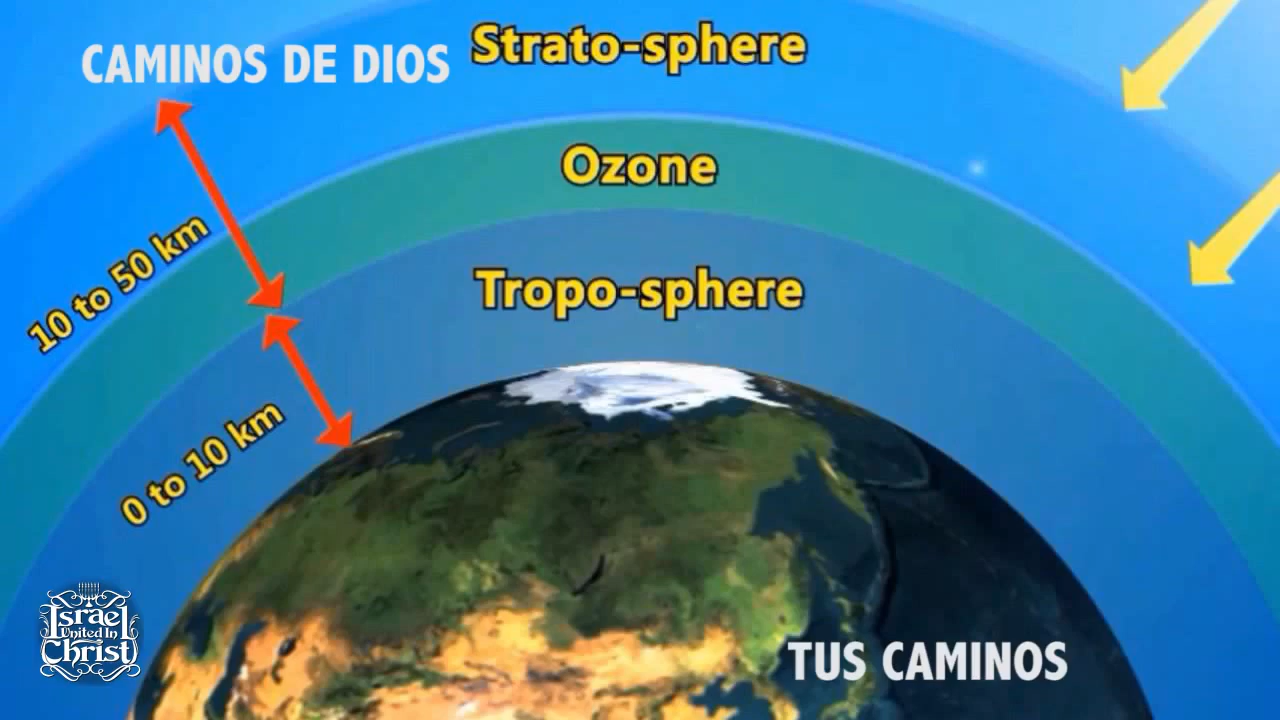 CAMINOS DE DIOS
Strato-sphere
Ozone
10 to 50 km
Tropo-sphere
0 to 10 km
Israel
United In
Christ
TUS CAMINOS